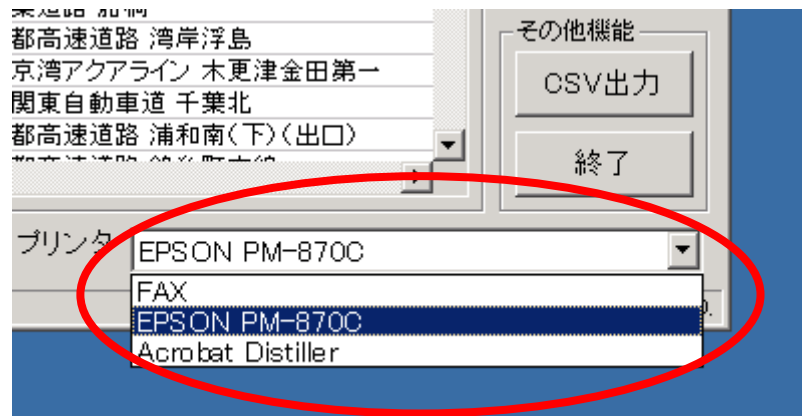 都高速道路 湾岸浮島
京湾アクアライン 木更津金田第一
関東自動車道 千葉北
都高速道路 浦和南(下)(出口)
その他機能
CSV出力
終了
プリンタ
EPSON PM-870C
FAX
EPSON PM-870C
Acrobat Distiller